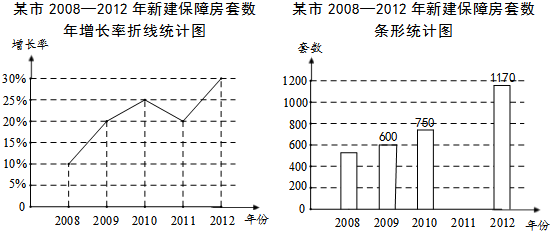 某市 2008—2012 年新建保障房套数
年增长率折线统计图
增长率
30%
25%
20%
10%
5%
0
2008 2009 2010 2011 2012 年份
某市 2008—2012 年新建保障房套数
条形统计图
套数
1200
1000
800
600
400
200
0
600
750
1170
2008 2009 2010 2011 2012 年份